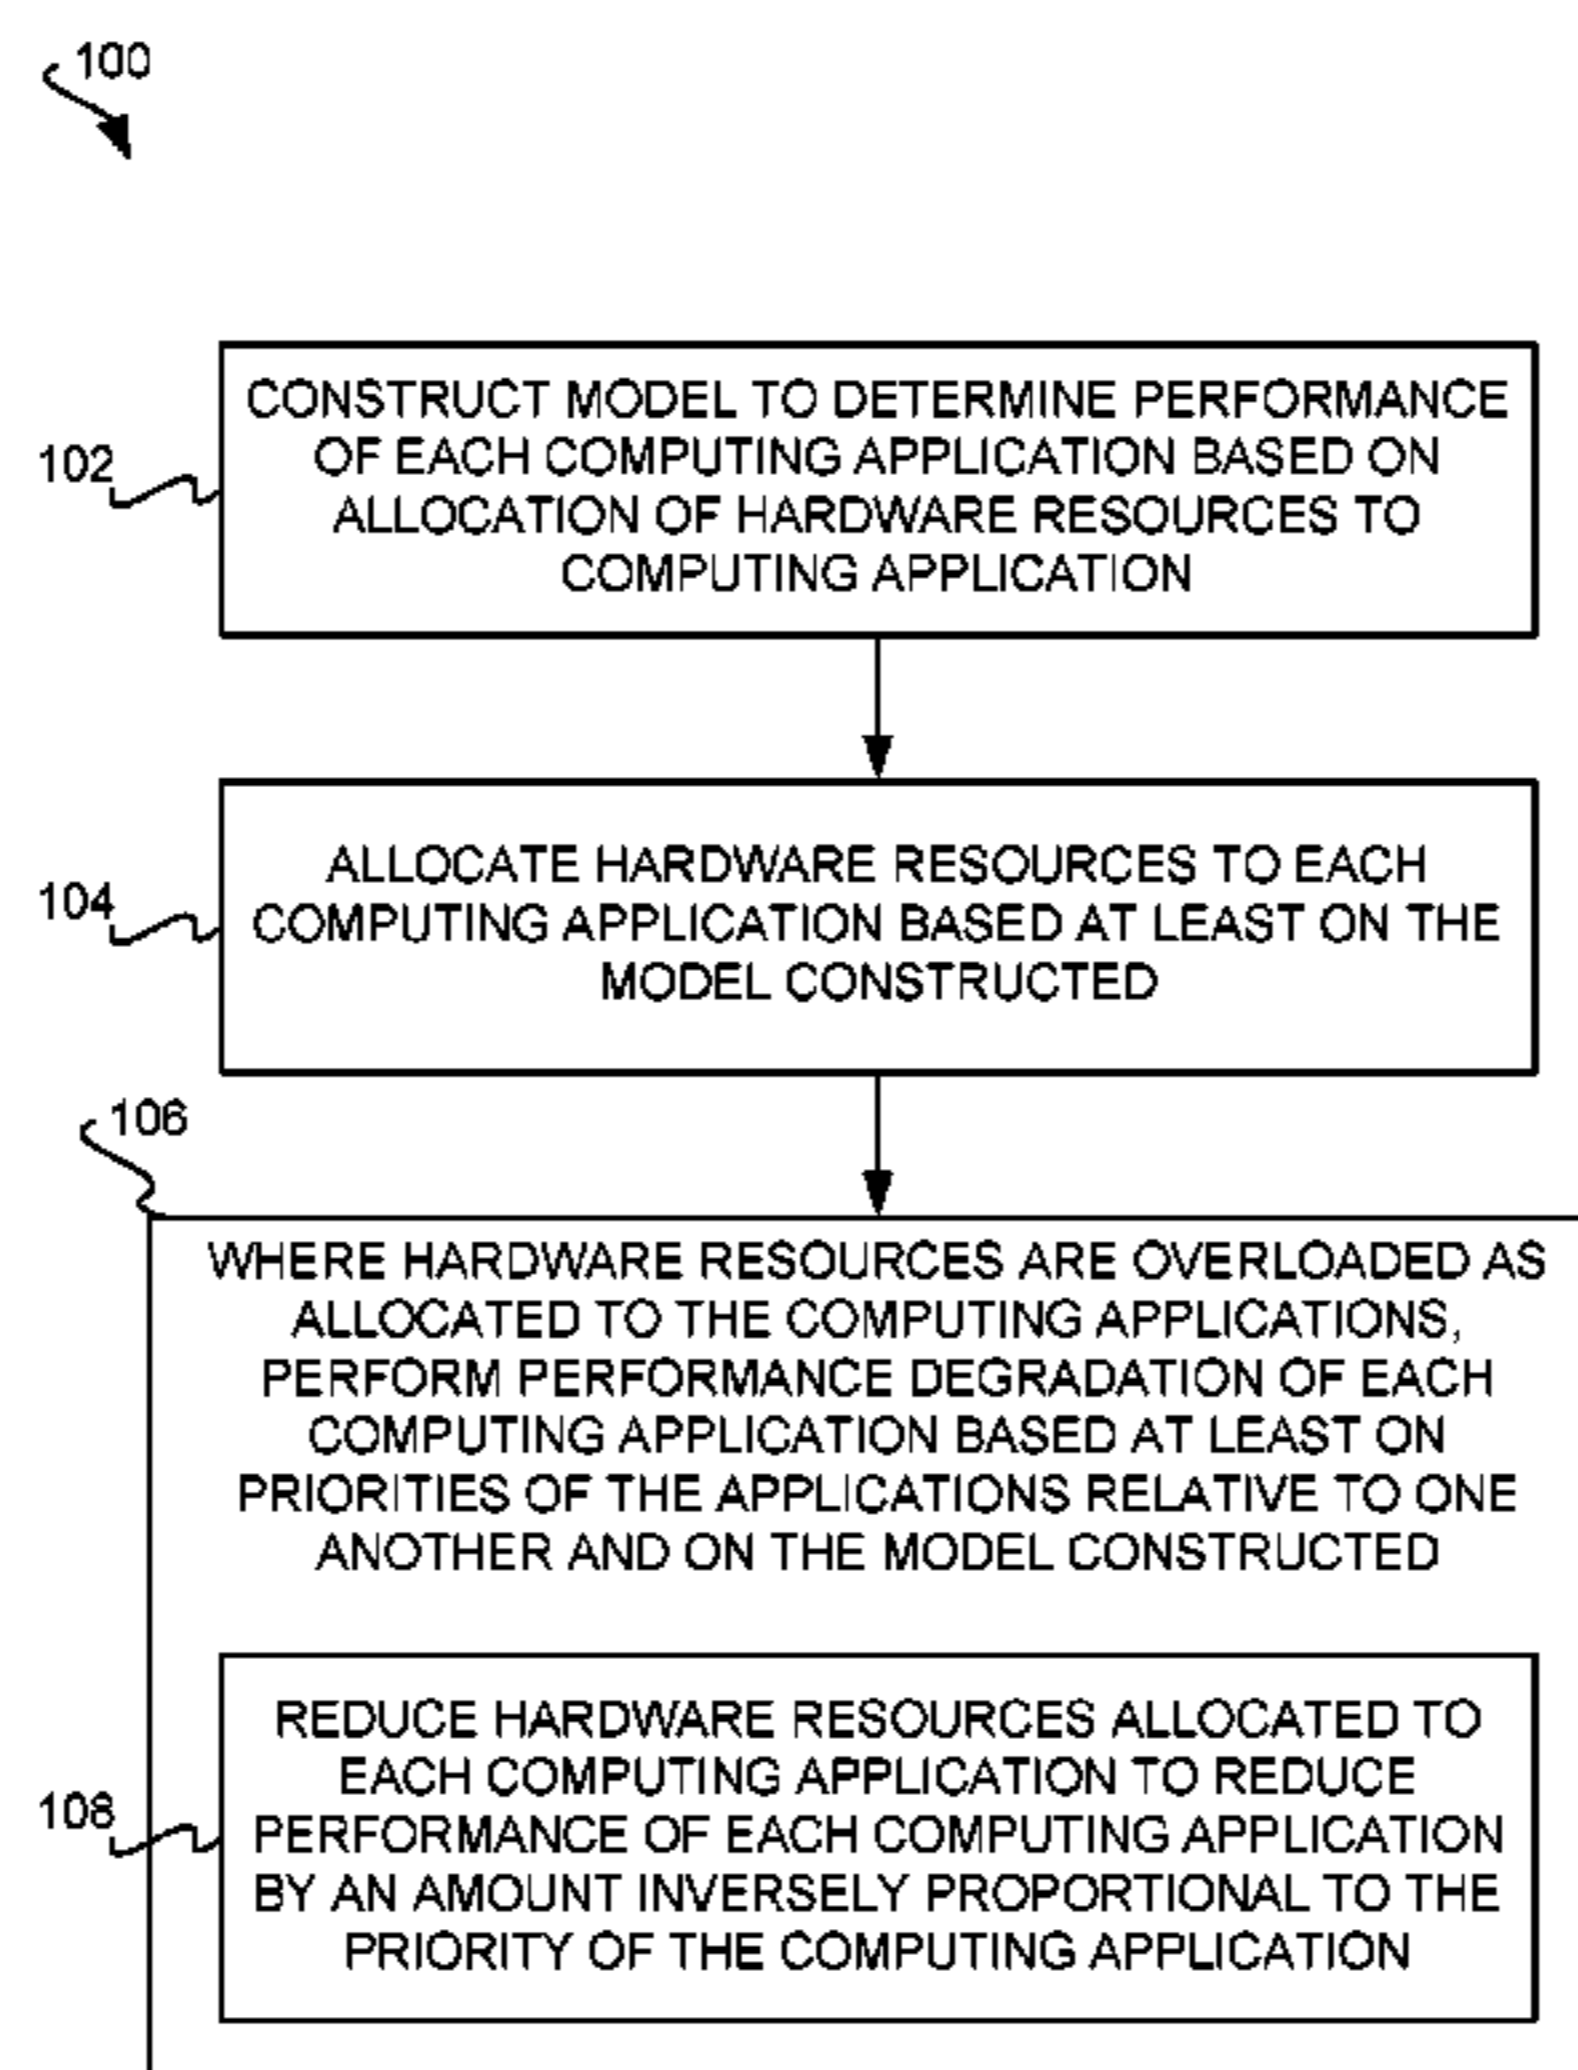 100
102
CONSTRUCT MODEL TO DETERMINE PERFORMANCE
OF EACH COMPUTING APPLICATION BASED ON
ALLOCATION OF HARDWARE RESOURCES TO
COMPUTING APPLICATION
104
ALLOCATE HARDWARE RESOURCES TO EACH
COMPUTING APPLICATION BASED AT LEAST ON THE
MODEL CONSTRUCTED
106
WHERE HARDWARE RESOURCES ARE OVERLOADED AS
ALLOCATED TO THE COMPUTING APPLICATIONS,
PERFORM PERFORMANCE DEGRADATION OF EACH
COMPUTING APPLICATION BASED AT LEAST ON
PRIORITIES OF THE APPLICATIONS RELATIVE TO ONE
ANOTHER AND ON THE MODEL CONSTRUCTED
108
REDUCE HARDWARE RESOURCES ALLOCATED TO
EACH COMPUTING APPLICATION TO REDUCE
PERFORMANCE OF EACH COMPUTING APPLICATION
BY AN AMOUNT INVERSELY PROPORTIONAL TO THE
PRIORITY OF THE COMPUTING APPLICATION